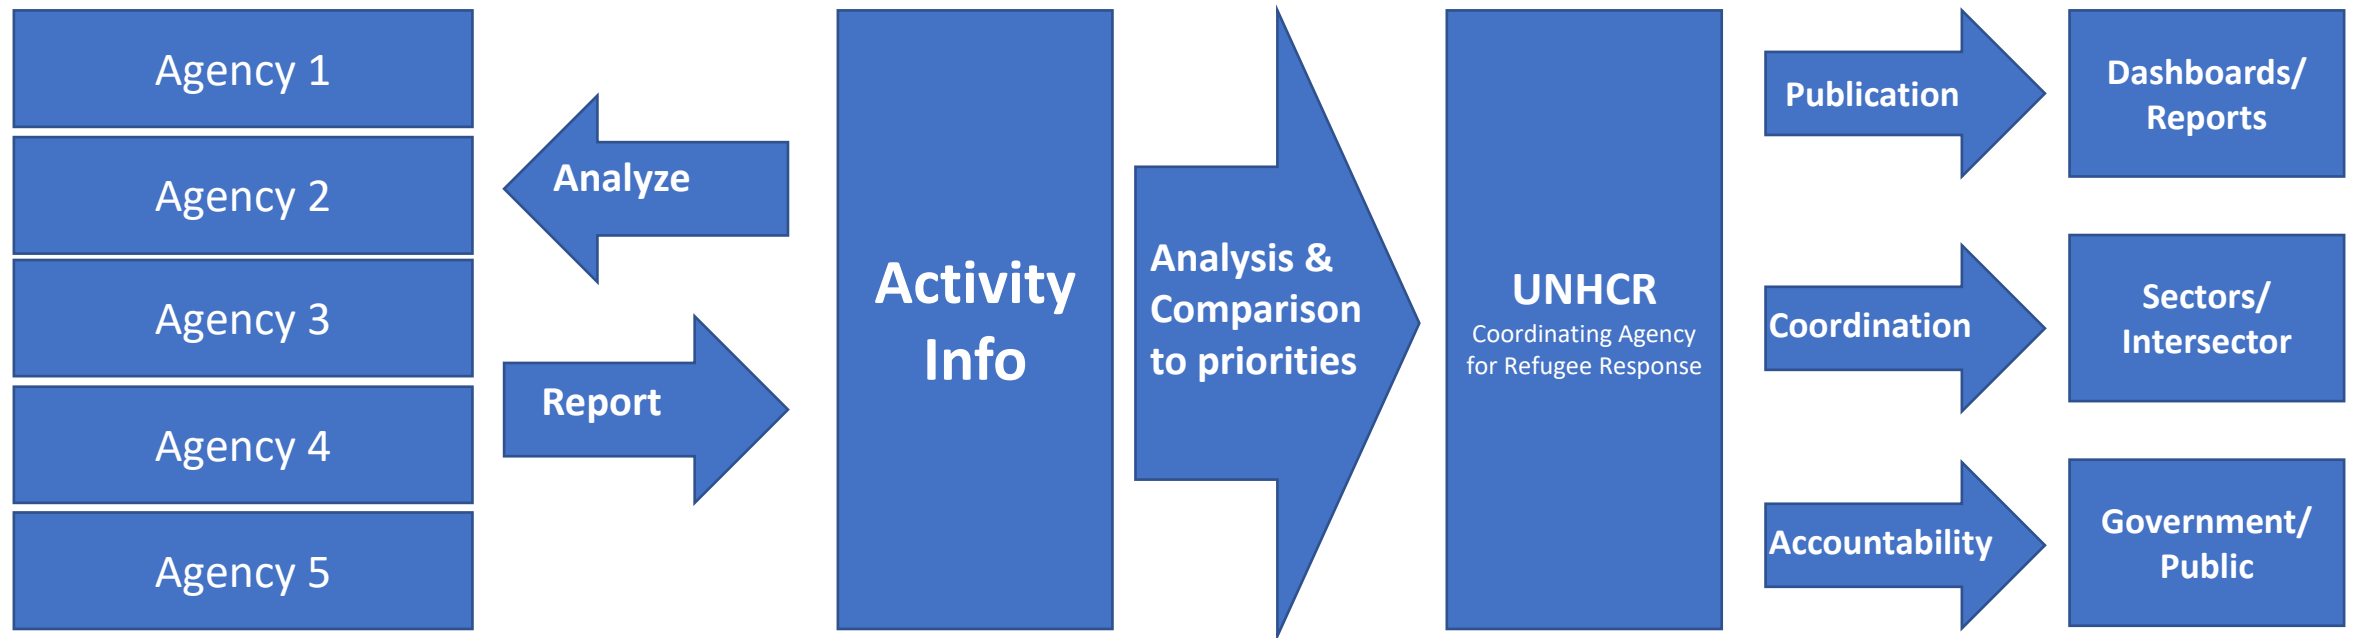 Agency 1
Agency 2
Agency 3
Agency 4
Agency 5
Analyze
Report
Activity
Info
Analysis &
Comparison
to priorities
UNHCR
Coordinating Agency
for Refugee Response
Publication
Coordination
Accountability
Dashboards/
Reports
Sectors/
Intersector
Government/
Public